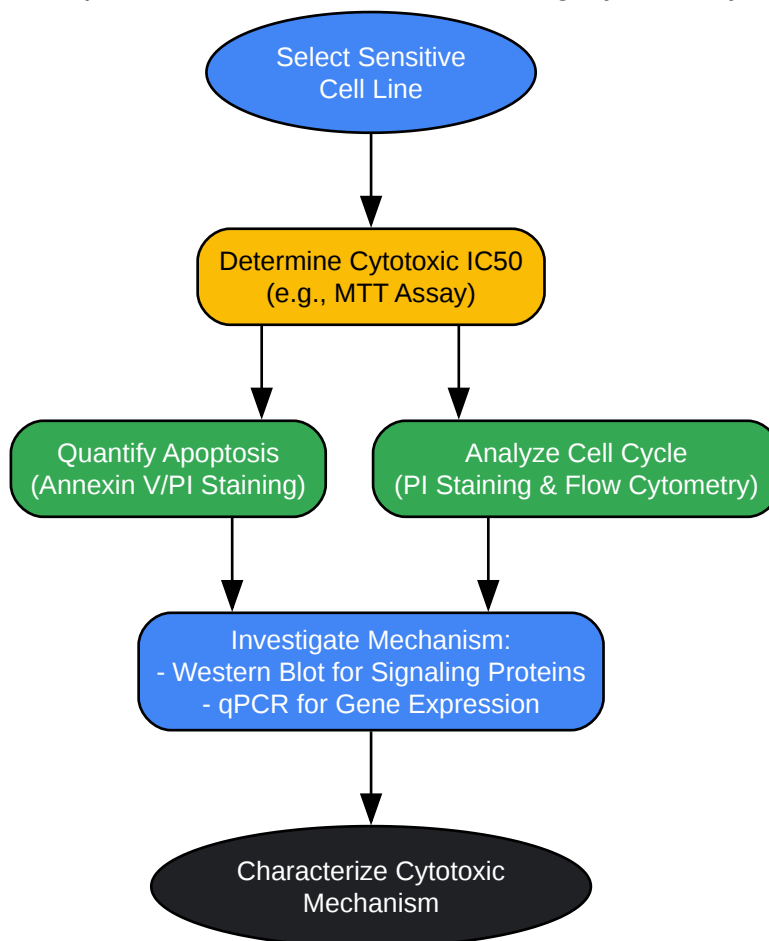 Select Sensitive
Cell Line
Determine Cytotoxic IC50
(e.g., MTT Assay)
Quantify Apoptosis
(Annexin V/PI Staining)
Analyze Cell Cycle
(PI Staining & Flow Cytometry)
Investigate Mechanism:
- Western Blot for Signaling Proteins
- qPCR for Gene Expression
Characterize Cytotoxic
Mechanism